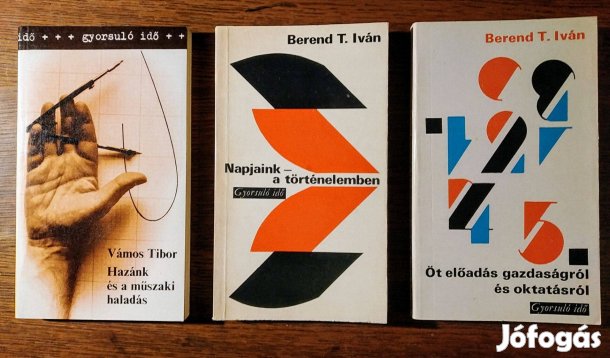 idő + + + gyorsuló idő + +
Vámos Tibor
Hazánk
és a műszaki
haladás
Berend T. Iván
Napjaink –
a történelemben
Gyorsuló idő
Berend T. Iván
Öt előadás gazdaságról
és oktatásról
Gyorsuló idő
Jófogás